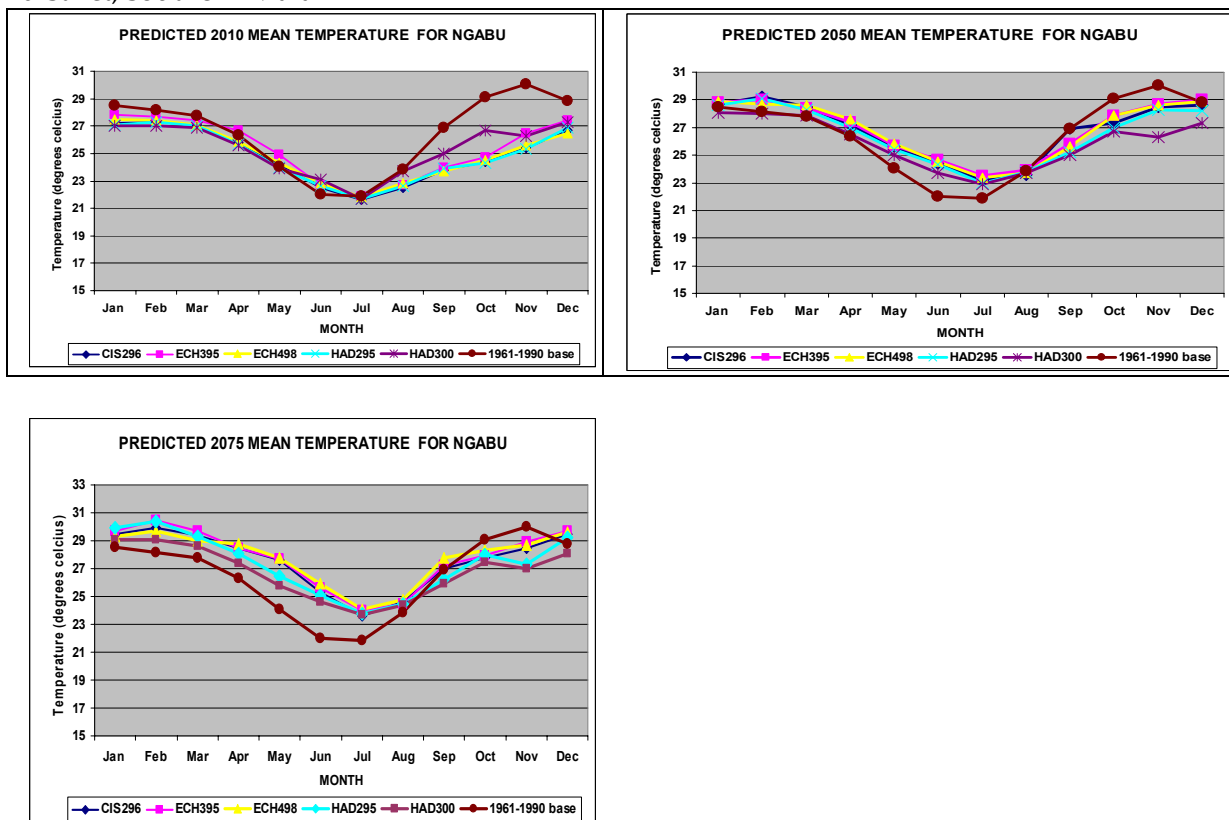 PREDICTED 2010 MEAN TEMPERATURE FOR NGABU
31
29
27
25
23
21
19
17
15
Temperature (degrees celcius)
Jan Feb Mar Apr May Jun Jul Aug Sep Oct Nov Dec
MONTH
CIS296 ECH395 ECH498 HAD295 HAD300 1961-1990 base
PREDICTED 2050 MEAN TEMPERATURE FOR NGABU
31
29
27
25
23
21
19
17
15
Temperature (degrees celcius)
Jan Feb Mar Apr May Jun Jul Aug Sep Oct Nov Dec
MONTH
CIS296 ECH395 ECH498 HAD295 HAD300 1961-1990 base
PREDICTED 2075 MEAN TEMPERATURE FOR NGABU
33
31
29
27
25
23
21
19
17
15
Temperature (degrees celcius)
Jan Feb Mar Apr May Jun Jul Aug Sep Oct Nov Dec
MONTH
CIS296 ECH395 ECH498 HAD295 HAD300 1961-1990 base